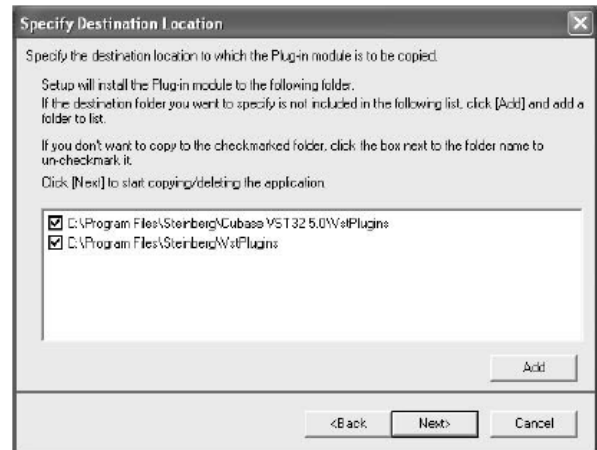 Specify Destination Location
Specify the destination location to which the Plug-in module is to be copied.
Setup will install the Plug-in module to the following folder.
If the destination folder you want to specify is not included in the following list, click [Add] and add a
folder to list.
If you don't want to copy to the checkmarked folder, click the box next to the folder name to
un-checkmark it.
Click [Next] to start copying/deleting the application.
C:\Program Files\Steinberg\Cubase VST32 5.0\VstPlugins
C:\Program Files\Steinberg\VstPlugins
Add
<Back
Next>
Cancel